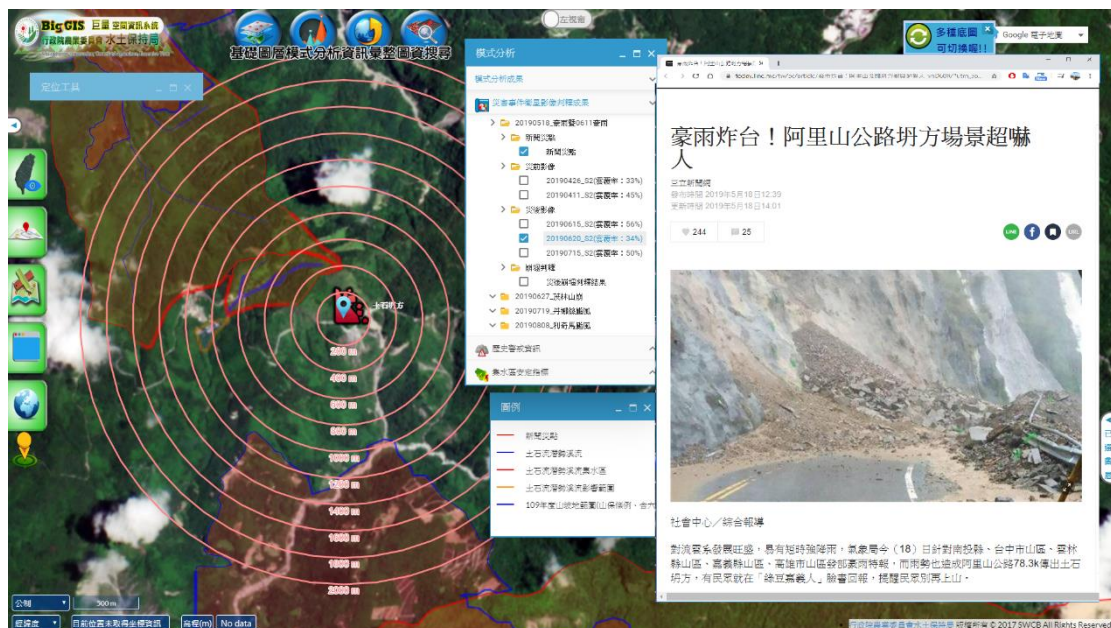 BigGIS 巨量空間資訊系統
行政院農業委員會 水土保持局
基礎圖層模式分析資訊彙整圖資搜尋
左視窗
多種底圖
可切換喔!!
Google 電子地圖
定位工具
模式分析
模式分析成果
災害事件衛星影像判釋成果
20190518_豪雨暨0611豪雨
新聞災點
新聞災點
災前影像
20190426_S2(雲覆率:33%)
20190411_S2(雲覆率:45%)
災後影像
20190615_S2(雲覆率:56%)
20190620_S2(雲覆率:34%)
20190715_S2(雲覆率:50%)
崩塌判釋
災後崩塌判釋結果
20190627_茂林山崩
20190719_丹娜絲颱風
20190808_利奇馬颱風
歷史警戒資訊
集水區安定指標
土石坍方
200 m
400 m
600 m
800 m
1000 m
1200 m
1400 m
1600 m
1800 m
2000 m
圖例
新聞災點
土石流潛勢溪流
土石流潛勢溪流集水區
土石流潛勢溪流影響範圍
109年度山坡地範圍(山保條例,含六
豪雨炸台!阿里山公路坍方場景超嚇
人
三立新聞網
發布時間 2019年5月18日12:39
更新時間 2019年5月18日14:01
244
25
LINE
URL
社會中心/綜合報導
對流雲系發展旺盛,易有短時強降雨,氣象局今(18)日針對南投縣、台中市山區、雲林
縣山區、嘉義縣山區、高雄市山區發部豪雨特報,而雨勢也造成阿里山公路78.3k傳出土石
坍方,有民眾就在「綠豆嘉義人」臉書回報,提醒民眾別再上山。
公制
500 m
經緯度
目前位置未取得坐標資訊
高程(m)
No data
行政院農業委員會水土保持局 版權所有 © 2017 SWCB All Rights Reserved